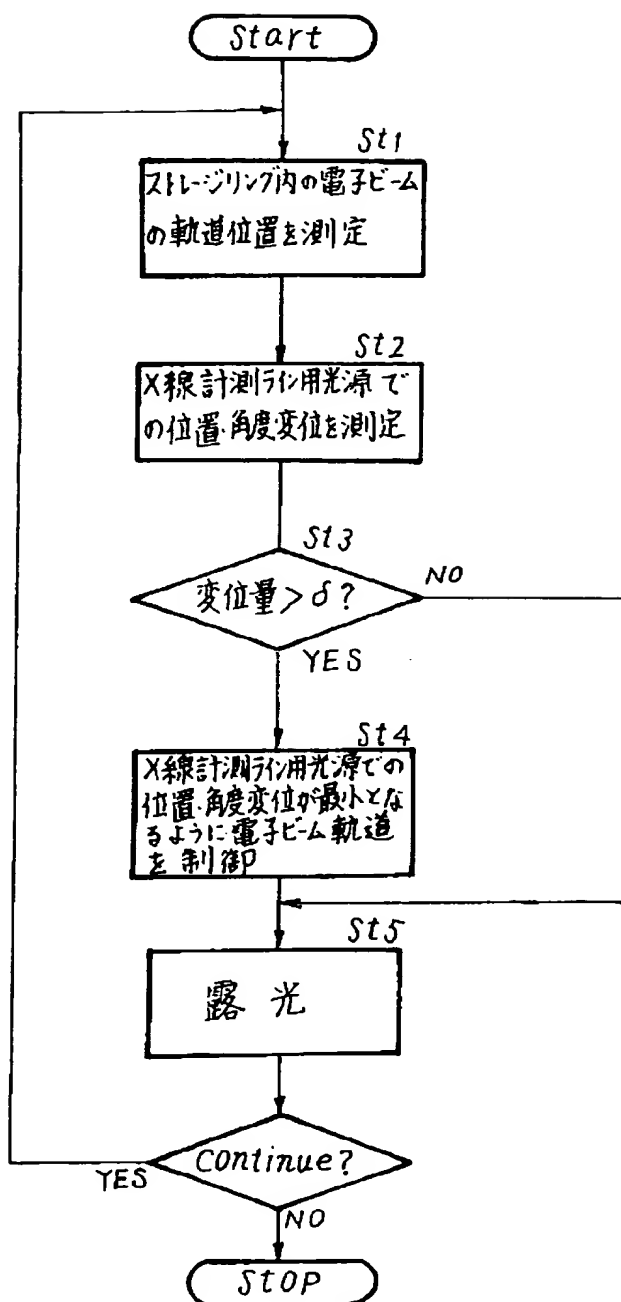 Start
St1
ストレージリング内の電子ビーム
の軌道位置を測定
St2
X線計測ライン用光源で
の位置・角度変位を測定
St3
変位量>δ?
NO
YES
St4
X線計測ライン用光源での
位置・角度変位が最小とな
るように電子ビーム軌道
を制御
St5
露光
Continue?
YES
NO
STOP